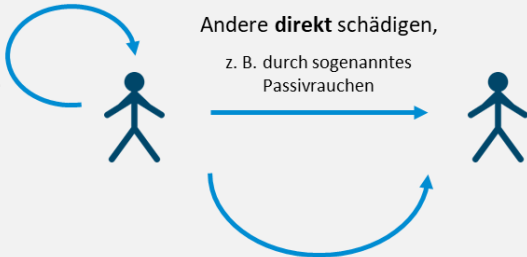 Andere direkt schädigen,
z. B. durch sogenanntes
Passivrauchen